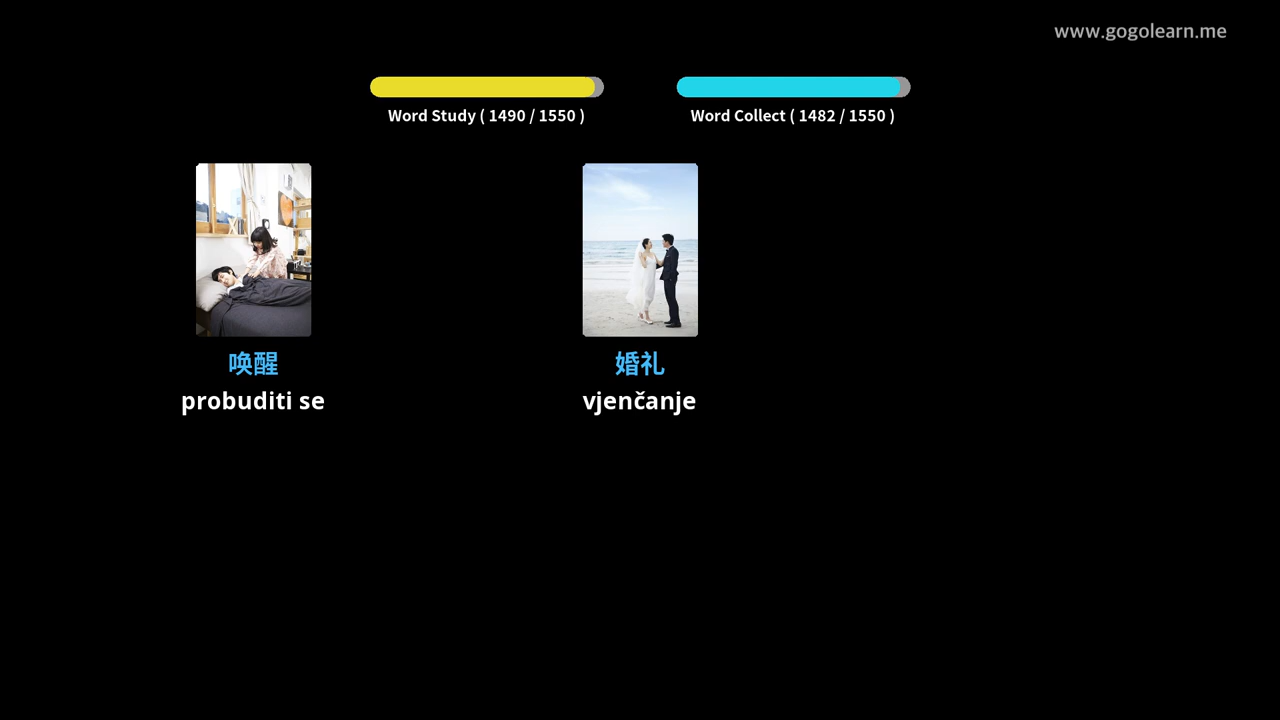 www.gogolearn.me
Word Study ( 1490 / 1550 )
Word Collect ( 1482 / 1550 )
唤醒
probuditi se
婚礼
vjenčanje